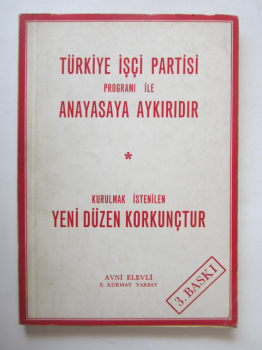 TÜRKİYE İŞÇİ PARTİSİ
PROGRAMI İLE
ANAYASAYA AYKIRIDIR
*
KURULMAK İSTENİLEN
YENİ DÜZEN KORKUNÇTUR
AVNİ ELEVLİ
E. KURMAY YARBAY
3. BASKI